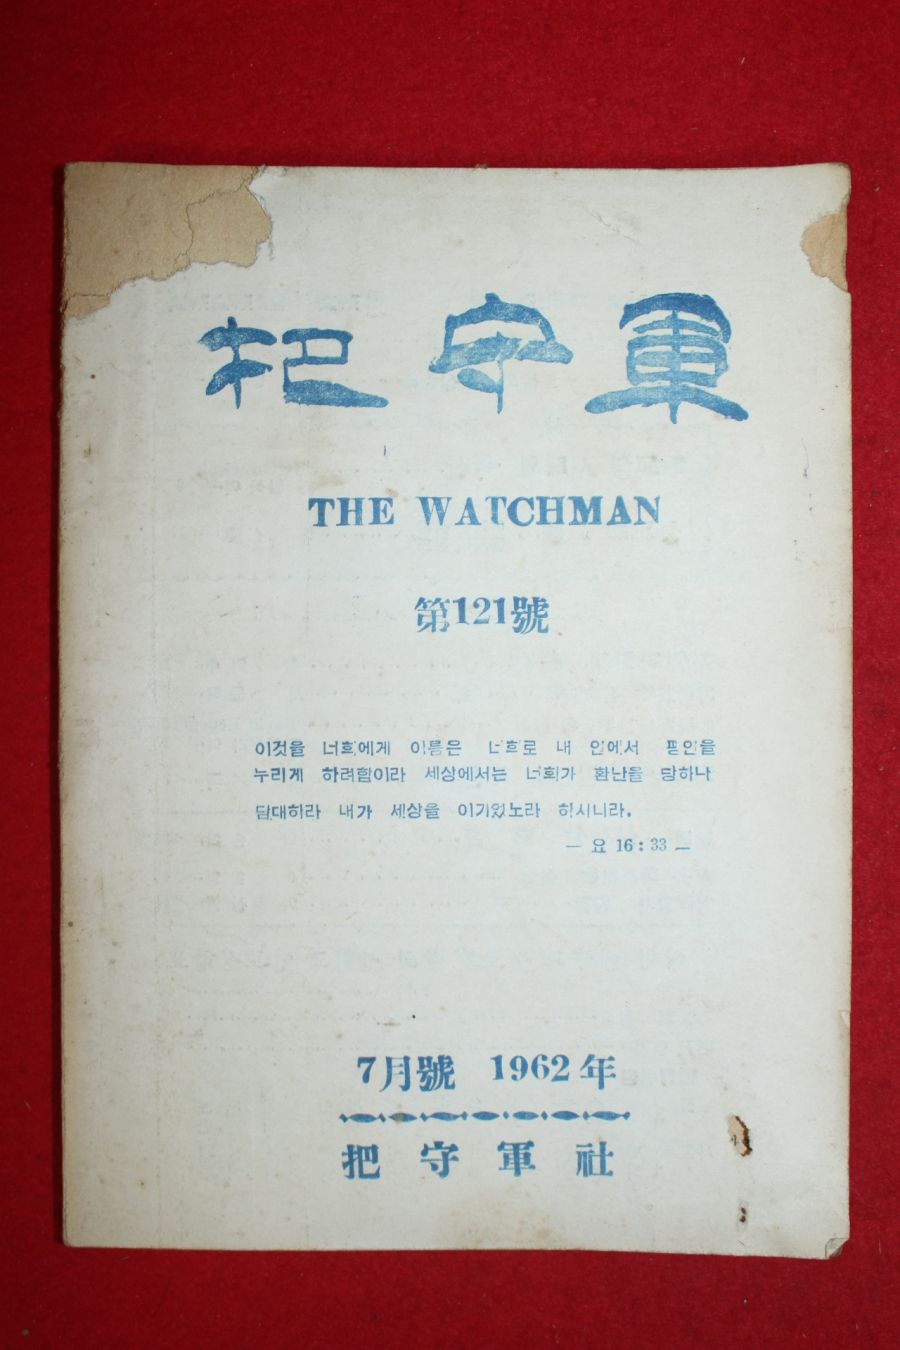 把守軍
THE WATCHMAN
第121號
이것을 너희에게 이름은 너희로 내 안에서 평안을
누리게 하려함이라 세상에서는 너희가 환난을 당하나
담대하라 내가 세상을 이기었노라 하시니라.
— 요 16 : 33 —
7月號 1962年
把守軍社